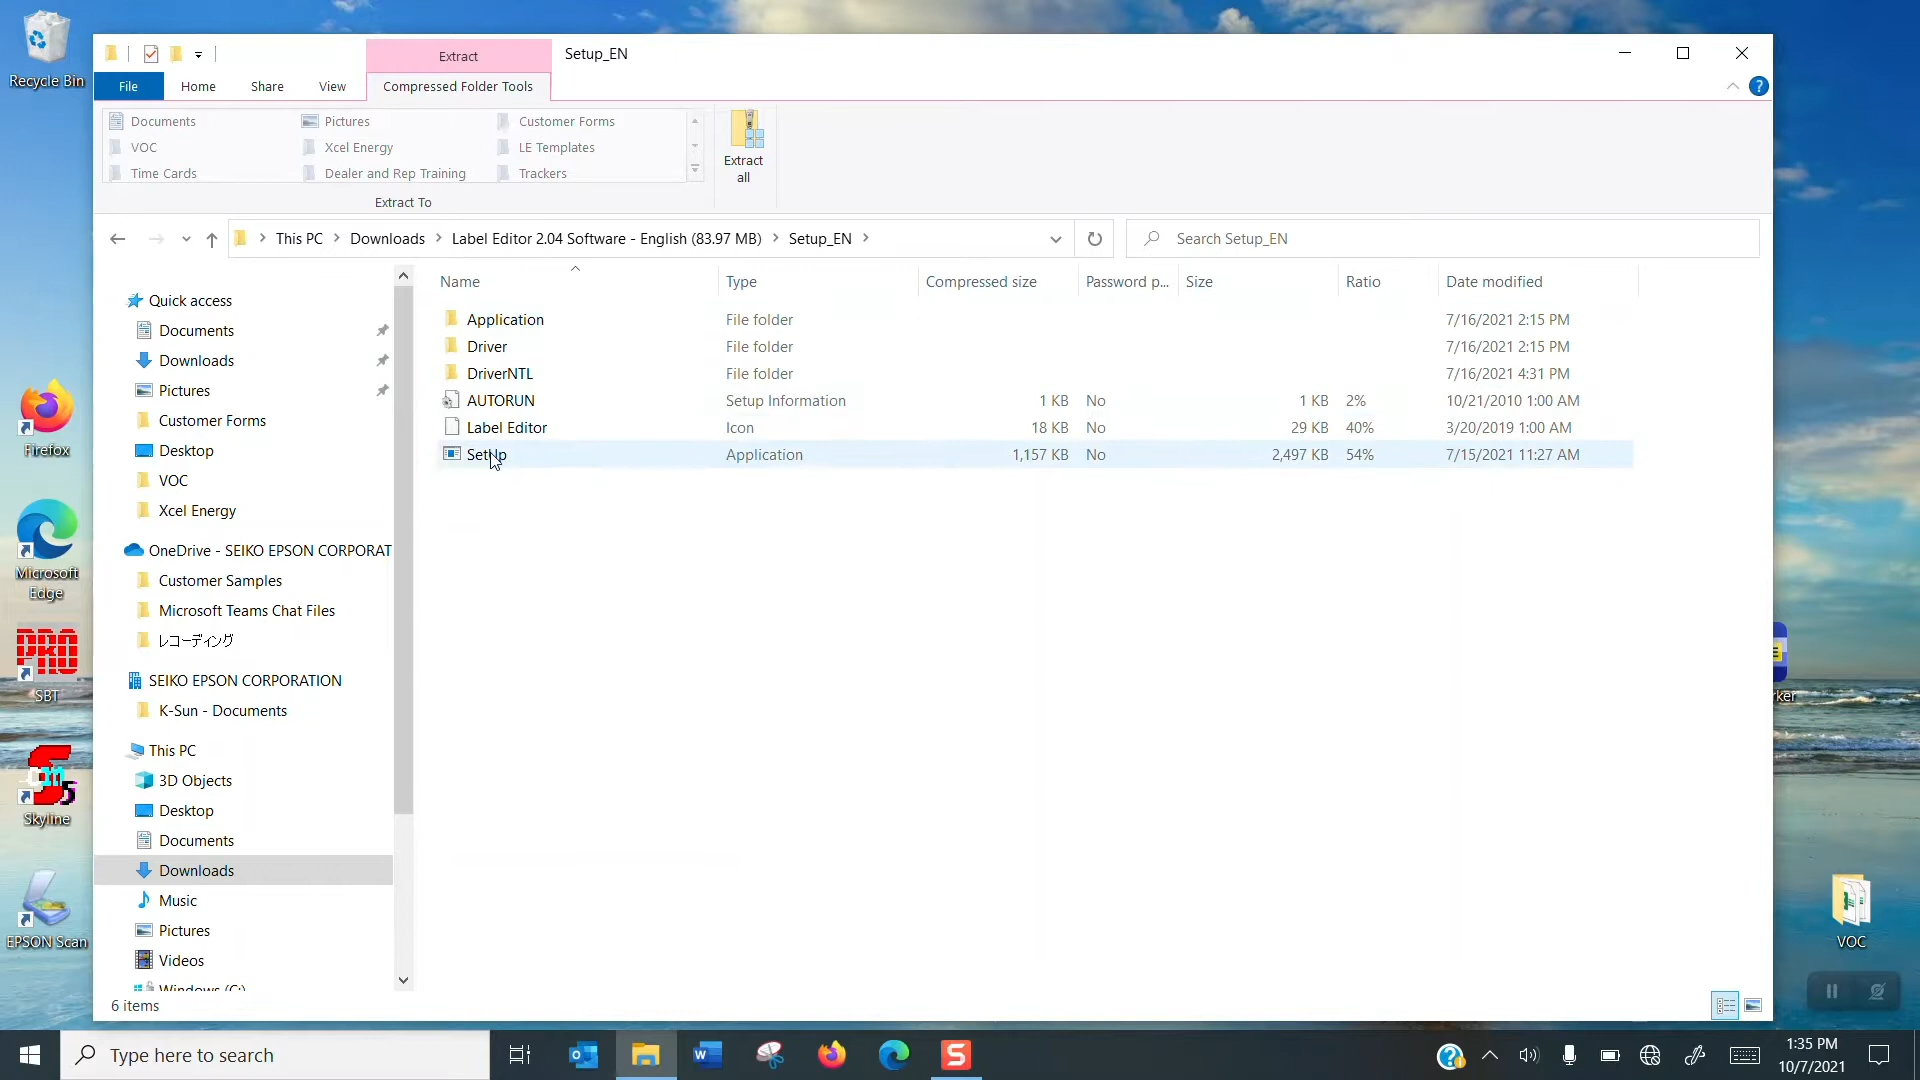 Recycle Bin
Firefox
Microsoft
Edge
PRO
SBT
Skyline
EPSON Scan
Extract
Setup_EN
File
Home
Share
View
Compressed Folder Tools
?
Documents
Pictures
Customer Forms
VOC
Xcel Energy
LE Templates
Time Cards
Dealer and Rep Training
Trackers
Extract To
Extract
all
This PC
Downloads
Label Editor 2.04 Software - English (83.97 MB)
Setup_EN
Search Setup_EN
Name
Type
Compressed size
Password p...
Size
Ratio
Date modified
Application File folder 7/16/2021 2:15 PM
Driver File folder 7/16/2021 2:15 PM
DriverNTL File folder 7/16/2021 4:31 PM
AUTORUN Setup Information 1 KB No 1 KB 2% 10/21/2010 1:00 AM
Label Editor Icon 18 KB No 29 KB 40% 3/20/2019 1:00 AM
SetUp Application 1,157 KB No 2,497 KB 54% 7/15/2021 11:27 AM
Quick access
Documents
Downloads
Pictures
Customer Forms
Desktop
VOC
Xcel Energy
OneDrive - SEIKO EPSON CORPORAT
Customer Samples
Microsoft Teams Chat Files
レコーディング
SEIKO EPSON CORPORATION
K-Sun - Documents
This PC
3D Objects
Desktop
Documents
Downloads
Music
Pictures
Videos
Windows (C:)
6 items
rker
VOC
Type here to search
1:35 PM
10/7/2021